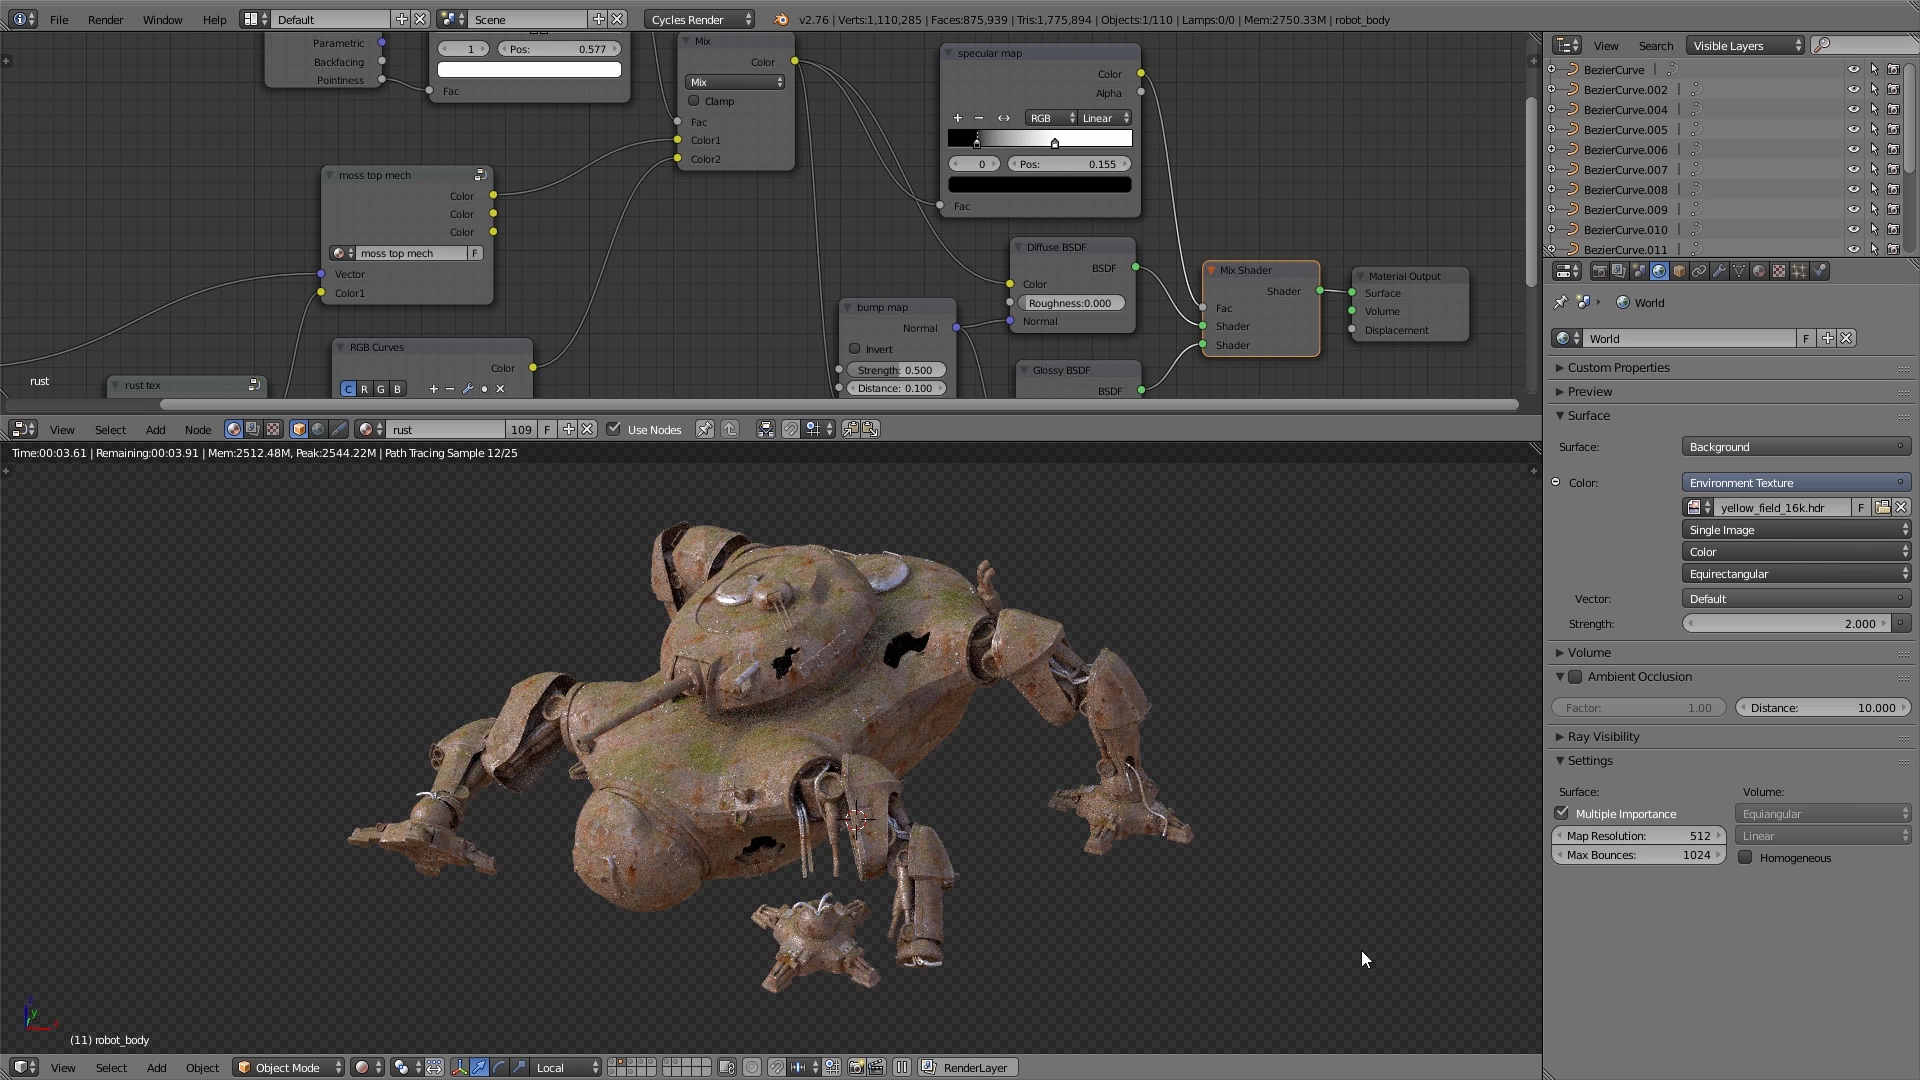 File Render Window Help Default Scene Cycles Render v2.76 | Verts:1,110,285 | Faces:875,939 | Tris:1,775,894 | Objects:1/110 | Lamps:0/0 | Mem:2750.33M | robot_body
Parametric
Backfacing
Pointiness
1 Pos: 0.577
Fac
Mix
Color
Mix
Clamp
Fac
Color1
Color2
specular map
Color
Alpha
RGB Linear
0 Pos: 0.155
Fac
moss top mech
Color
Color
Color
moss top mech F
Vector
Color1
Diffuse BSDF
BSDF
Color
Roughness:0.000
Normal
Mix Shader
Shader
Fac
Shader
Shader
Material Output
Surface
Volume
Displacement
bump map
Normal
Invert
Strength: 0.500
Distance: 0.100
Glossy BSDF
BSDF
RGB Curves
Color
C R G B
rust tex
rust
View Select Add Node rust 109 F Use Nodes
Time:00:03.61 | Remaining:00:03.91 | Mem:2512.48M, Peak:2544.22M | Path Tracing Sample 12/25
z
y
x
(11) robot_body
View Select Add Object Object Mode Local RenderLayer
View Search Visible Layers
BezierCurve
BezierCurve.002
BezierCurve.004
BezierCurve.005
BezierCurve.006
BezierCurve.007
BezierCurve.008
BezierCurve.009
BezierCurve.010
BezierCurve.011
World
World F
Custom Properties
Preview
Surface
Surface: Background
Color: Environment Texture
yellow_field_16k.hdr F
Single Image
Color
Equirectangular
Vector: Default
Strength: 2.000
Volume
Ambient Occlusion
Factor: 1.00 Distance: 10.000
Ray Visibility
Settings
Surface: Volume:
Multiple Importance Equiangular
Map Resolution: 512 Linear
Max Bounces: 1024 Homogeneous